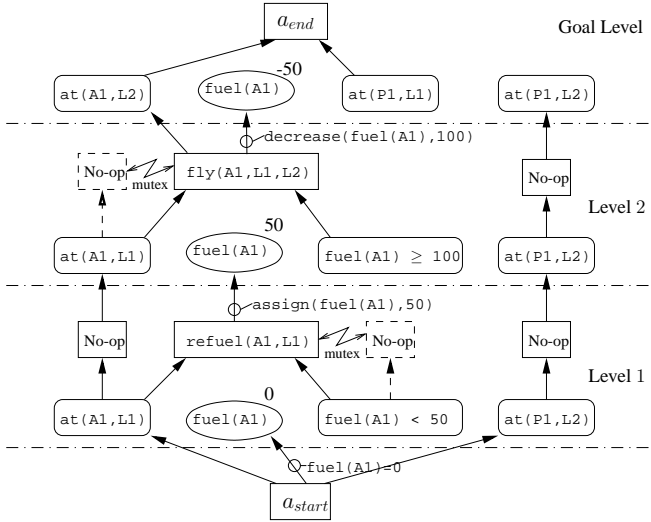 a_end
Goal Level
-50
at(A1,L2)
fuel(A1)
at(P1,L1)
at(P1,L2)
decrease(fuel(A1),100)
No-op
mutex
fly(A1,L1,L2)
No-op
Level 2
50
at(A1,L1)
fuel(A1)
fuel(A1) ≥ 100
at(P1,L2)
assign(fuel(A1),50)
No-op
refuel(A1,L1)
mutex
No-op
No-op
Level 1
0
at(A1,L1)
fuel(A1)
fuel(A1) < 50
at(P1,L2)
fuel(A1)=0
a_start